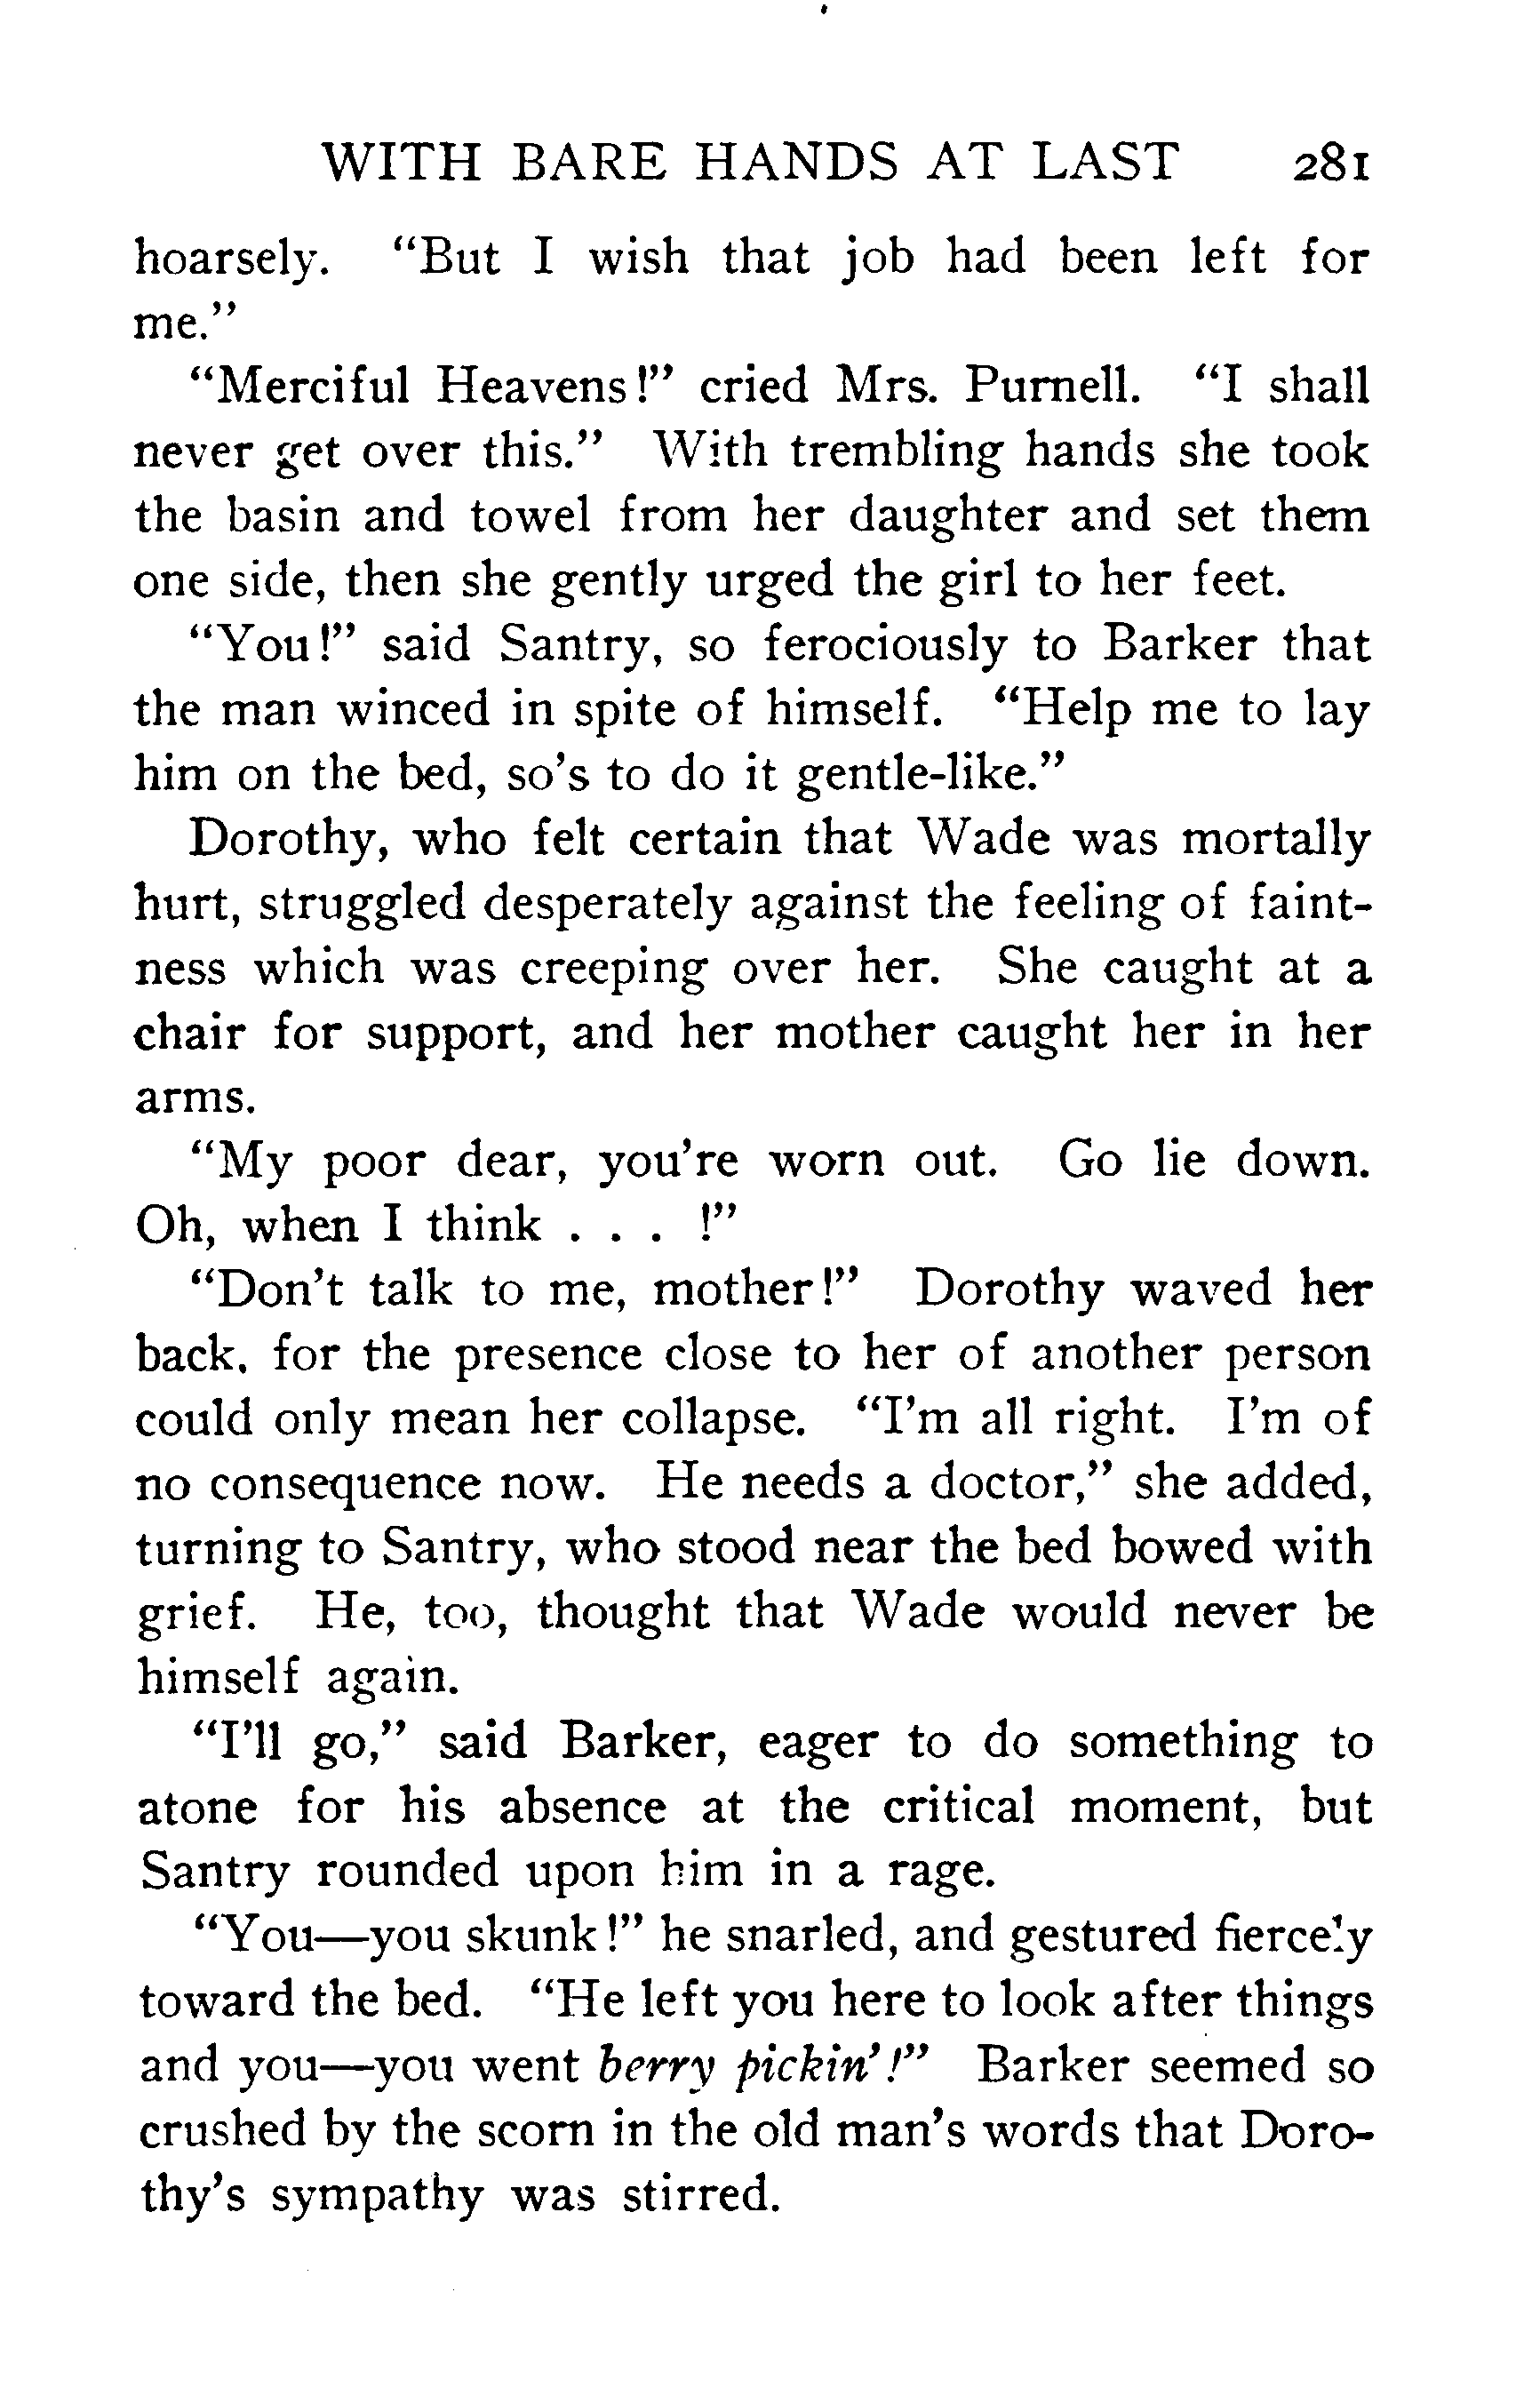 WITH BARE HANDS AT LAST 281
hoarsely. "But I wish that job had been left for
me."
"Merciful Heavens!" cried Mrs. Purnell. "I shall
never get over this." With trembling hands she took
the basin and towel from her daughter and set them
one side, then she gently urged the girl to her feet.
"You!" said Santry, so ferociously to Barker that
the man winced in spite of himself. "Help me to lay
him on the bed, so's to do it gentle-like."
Dorothy, who felt certain that Wade was mortally
hurt, struggled desperately against the feeling of faint-
ness which was creeping over her. She caught at a
chair for support, and her mother caught her in her
arms.
"My poor dear, you're worn out. Go lie down.
Oh, when I think . . . !"
"Don't talk to me, mother!" Dorothy waved her
back, for the presence close to her of another person
could only mean her collapse. "I'm all right. I'm of
no consequence now. He needs a doctor," she added,
turning to Santry, who stood near the bed bowed with
grief. He, too, thought that Wade would never be
himself again.
"I'll go," said Barker, eager to do something to
atone for his absence at the critical moment, but
Santry rounded upon him in a rage.
"You—you skunk!" he snarled, and gestured fiercely
toward the bed. "He left you here to look after things
and you—you went berry pickin'!" Barker seemed so
crushed by the scorn in the old man's words that Doro-
thy's sympathy was stirred.